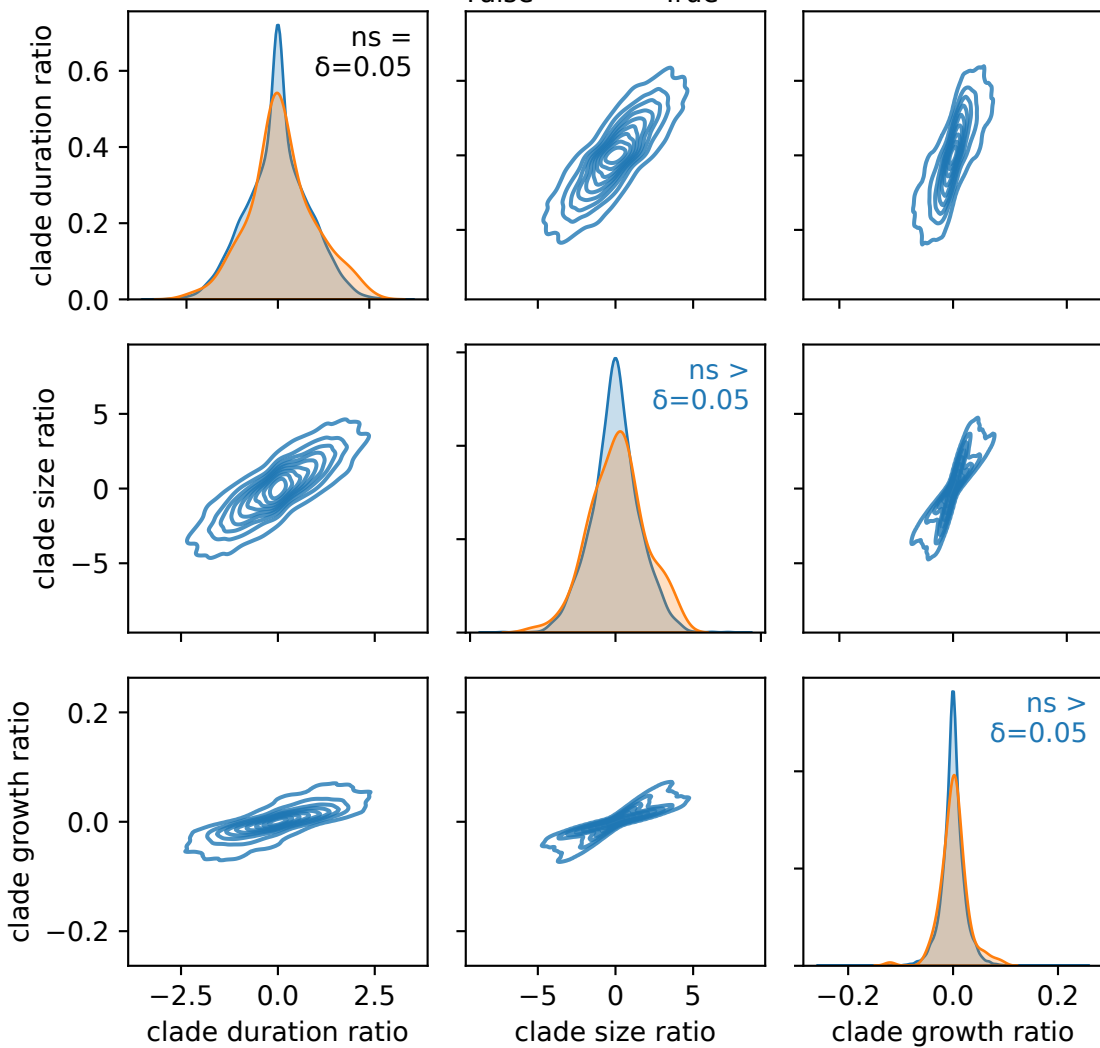 True
ns =
δ=0.05
clade duration ratio
0.6
0.4
0.2
0.0
ns >
δ=0.05
clade size ratio
5
0
−5
ns >
δ=0.05
clade growth ratio
0.2
0.0
−0.2
−2.5 0.0 2.5 −5 0 5 −0.2 0.0 0.2
clade duration ratio clade size ratio clade growth ratio